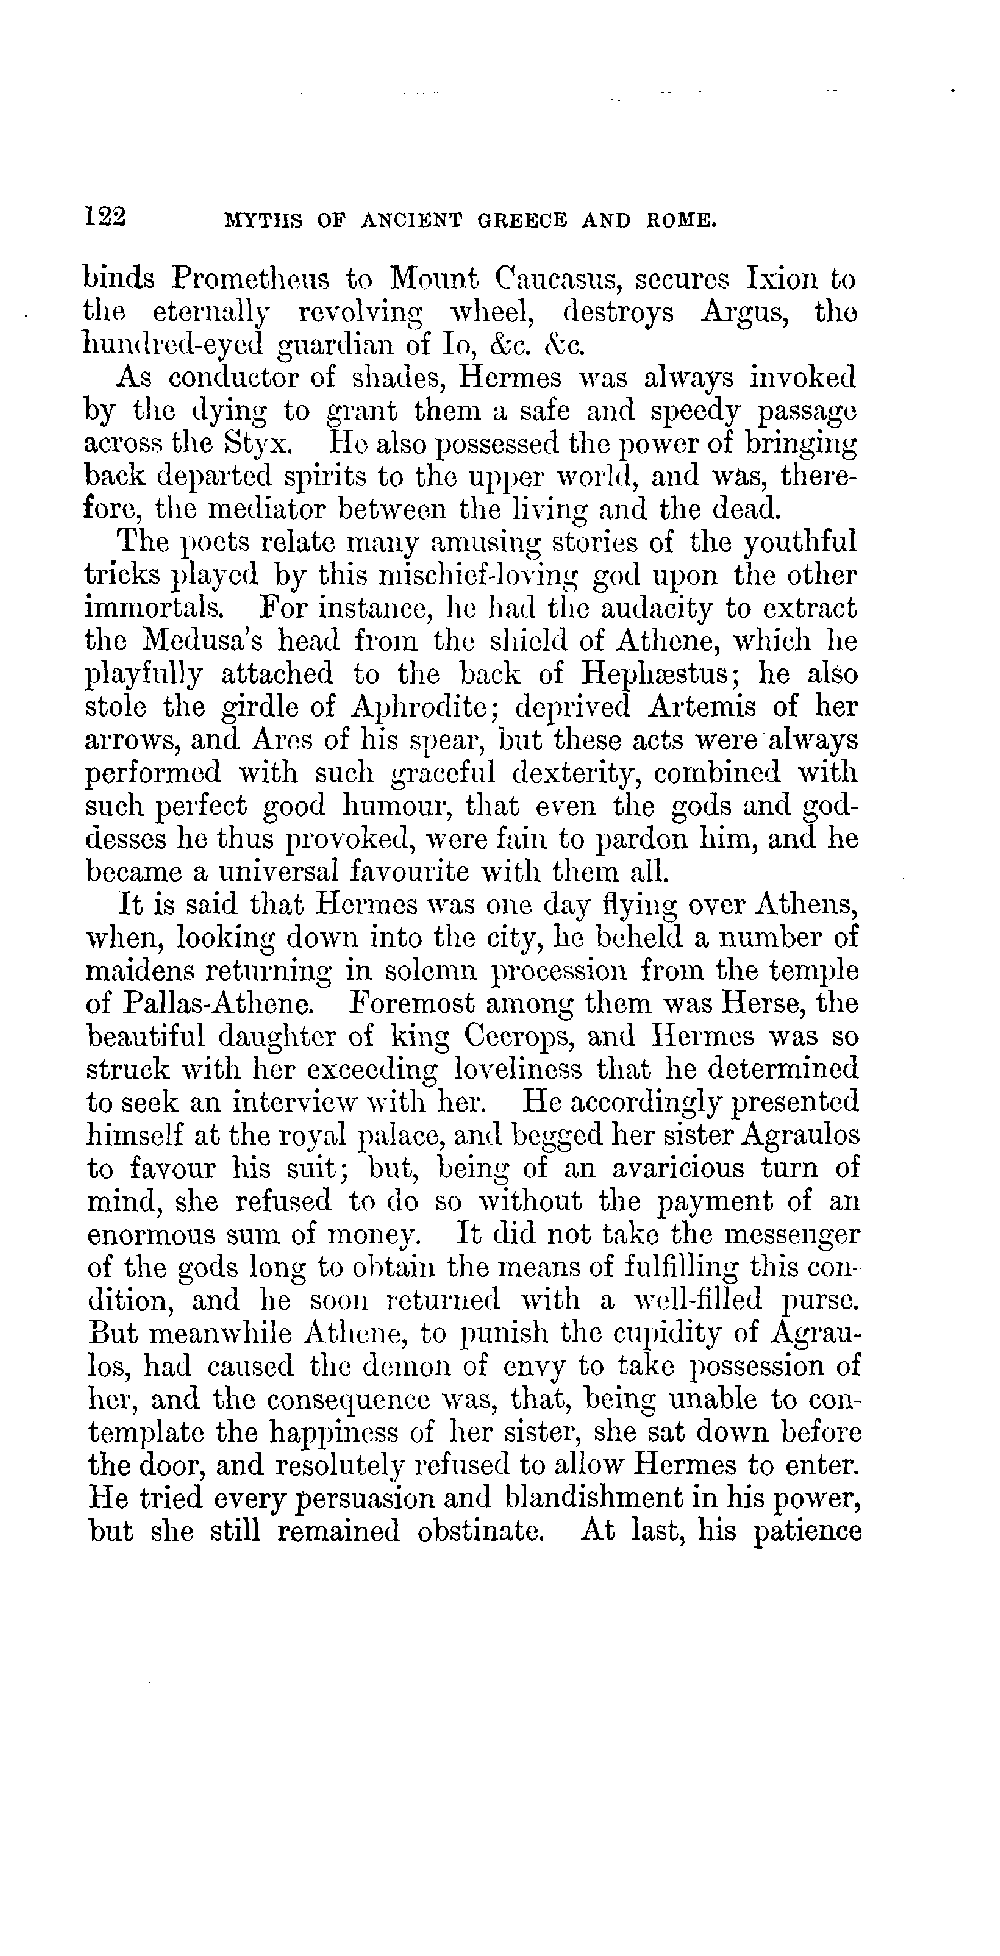 122 MYTHS OF ANCIENT GREECE AND ROME.
binds Prometheus to Mount Caucasus, secures Ixion to
the eternally revolving wheel, destroys Argus, the
hundred-eyed guardian of Io, &c. &c.
As conductor of shades, Hermes was always invoked
by the dying to grant them a safe and speedy passage
across the Styx. He also possessed the power of bringing
back departed spirits to the upper world, and was, there-
fore, the mediator between the living and the dead.
The poets relate many amusing stories of the youthful
tricks played by this mischief-loving god upon the other
immortals. For instance, he had the audacity to extract
the Medusa's head from the shield of Athene, which he
playfully attached to the back of Hephæstus; he also
stole the girdle of Aphrodite; deprived Artemis of her
arrows, and Ares of his spear, but these acts were always
performed with such graceful dexterity, combined with
such perfect good humour, that even the gods and god-
desses he thus provoked, were fain to pardon him, and he
became a universal favourite with them all.
It is said that Hermes was one day flying over Athens,
when, looking down into the city, he beheld a number of
maidens returning in solemn procession from the temple
of Pallas-Athene. Foremost among them was Herse, the
beautiful daughter of king Cecrops, and Hermes was so
struck with her exceeding loveliness that he determined
to seek an interview with her. He accordingly presented
himself at the royal palace, and begged her sister Agraulos
to favour his suit; but, being of an avaricious turn of
mind, she refused to do so without the payment of an
enormous sum of money. It did not take the messenger
of the gods long to obtain the means of fulfilling this con-
dition, and he soon returned with a well-filled purse.
But meanwhile Athene, to punish the cupidity of Agrau-
los, had caused the demon of envy to take possession of
her, and the consequence was, that, being unable to con-
template the happiness of her sister, she sat down before
the door, and resolutely refused to allow Hermes to enter.
He tried every persuasion and blandishment in his power,
but she still remained obstinate. At last, his patience